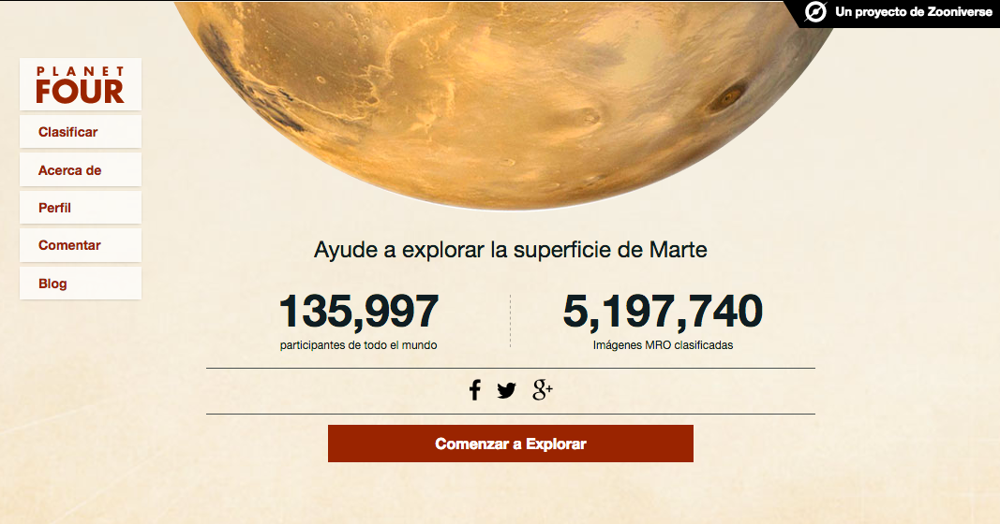 Un proyecto de Zooniverse
PLANET
FOUR
Clasificar
Acerca de
Perfil
Comentar
Blog
Ayude a explorar la superficie de Marte
135,997
participantes de todo el mundo
5,197,740
Imágenes MRO clasificadas
f
g+
Comenzar a Explorar